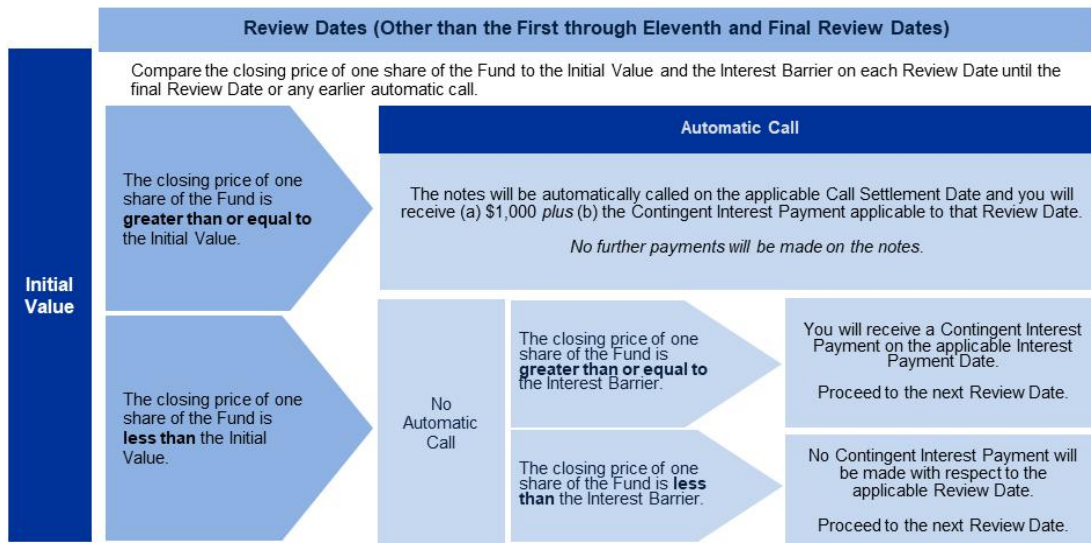 Review Dates (Other than the First through Eleventh and Final Review Dates)
Compare the closing price of one share of the Fund to the Initial Value and the Interest Barrier on each Review Date until the
final Review Date or any earlier automatic call.
Initial
Value
The closing price of one
share of the Fund is
greater than or equal to
the Initial Value.
Automatic Call
The notes will be automatically called on the applicable Call Settlement Date and you will
receive (a) $1,000 plus (b) the Contingent Interest Payment applicable to that Review Date.
No further payments will be made on the notes.
The closing price of one
share of the Fund is
less than the Initial
Value.
No
Automatic
Call
The closing price of one
share of the Fund is
greater than or equal to
the Interest Barrier.
You will receive a Contingent Interest
Payment on the applicable Interest
Payment Date.
Proceed to the next Review Date.
The closing price of one
share of the Fund is less
than the Interest Barrier.
No Contingent Interest Payment will
be made with respect to the
applicable Review Date.
Proceed to the next Review Date.